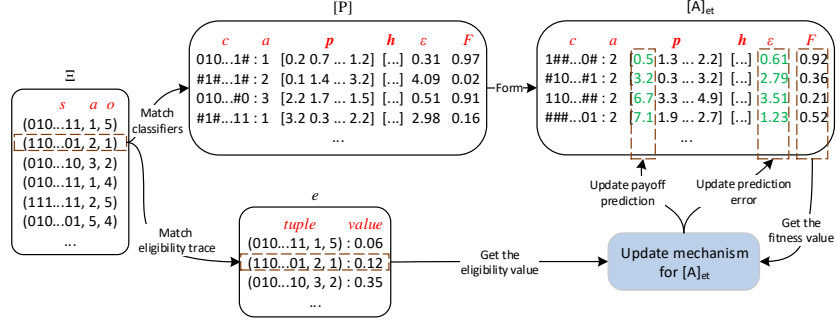 [P]
[A]et
c a p h ε F
010...1# : 1 [0.2 0.7 ... 1.2] [...] 0.31 0.97
#1#...1# : 2 [0.1 1.4 ... 3.2] [...] 4.09 0.02
010...#0 : 3 [2.2 1.7 ... 1.5] [...] 0.51 0.91
#1#...11 : 1 [3.2 0.3 ... 2.2] [...] 2.98 0.16
...
c a p h ε F
1##...0# : 2 [0.5 1.3 ... 2.2] [...] 0.61 0.92
#10...#1 : 2 [3.2 0.3 ... 3.2] [...] 2.79 0.36
110...## : 2 [6.7 3.3 ... 4.9] [...] 3.51 0.21
###...01 : 2 [7.1 1.9 ... 2.7] [...] 1.23 0.52
...
Ξ
s a o
(010...11, 1, 5)
(110...01, 2, 1)
(010...10, 3, 2)
(010...11, 1, 4)
(111...11, 2, 5)
(010...01, 5, 4)
...
Match
classifiers
Form
Match
eligibility trace
e
tuple value
(010...11, 1, 5) : 0.06
(110...01, 2, 1) : 0.12
(010...10, 3, 2) : 0.35
...
Get the
eligibility value
Update payoff
prediction
Update prediction
error
Get the
fitness value
Update mechanism
for [A]et